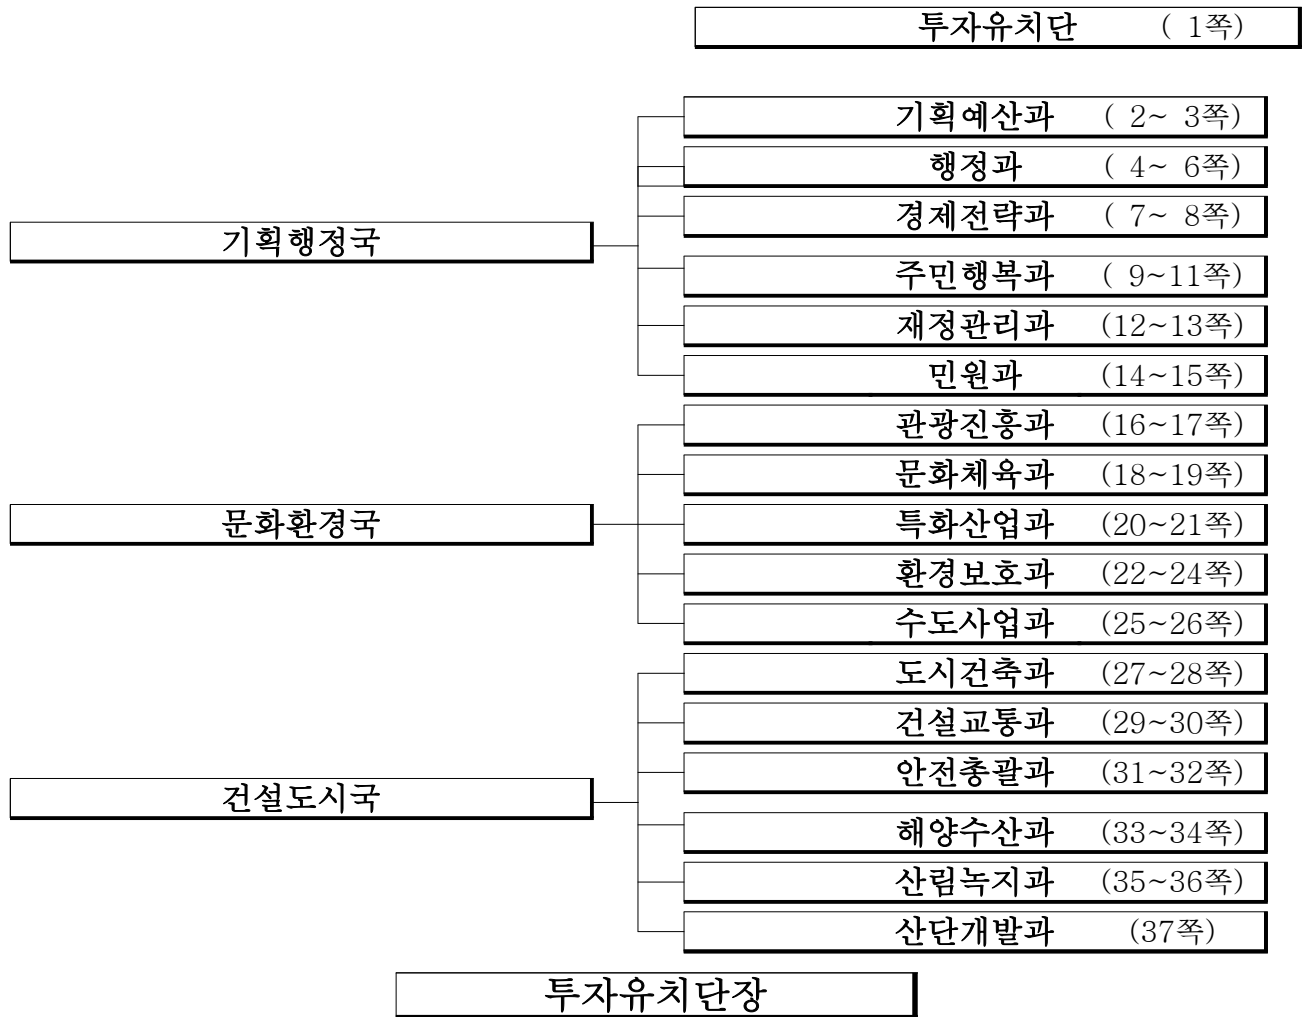 투자유치단 ( 1쪽)
기획예산과 ( 2~ 3쪽)
행정과 ( 4~ 6쪽)
경제전략과 ( 7~ 8쪽)
기획행정국
주민행복과 ( 9~11쪽)
재정관리과 (12~13쪽)
민원과 (14~15쪽)
관광진흥과 (16~17쪽)
문화체육과 (18~19쪽)
문화환경국
특화산업과 (20~21쪽)
환경보호과 (22~24쪽)
수도사업과 (25~26쪽)
도시건축과 (27~28쪽)
건설교통과 (29~30쪽)
안전총괄과 (31~32쪽)
건설도시국
해양수산과 (33~34쪽)
산림녹지과 (35~36쪽)
산단개발과 (37쪽)
투자유치단장